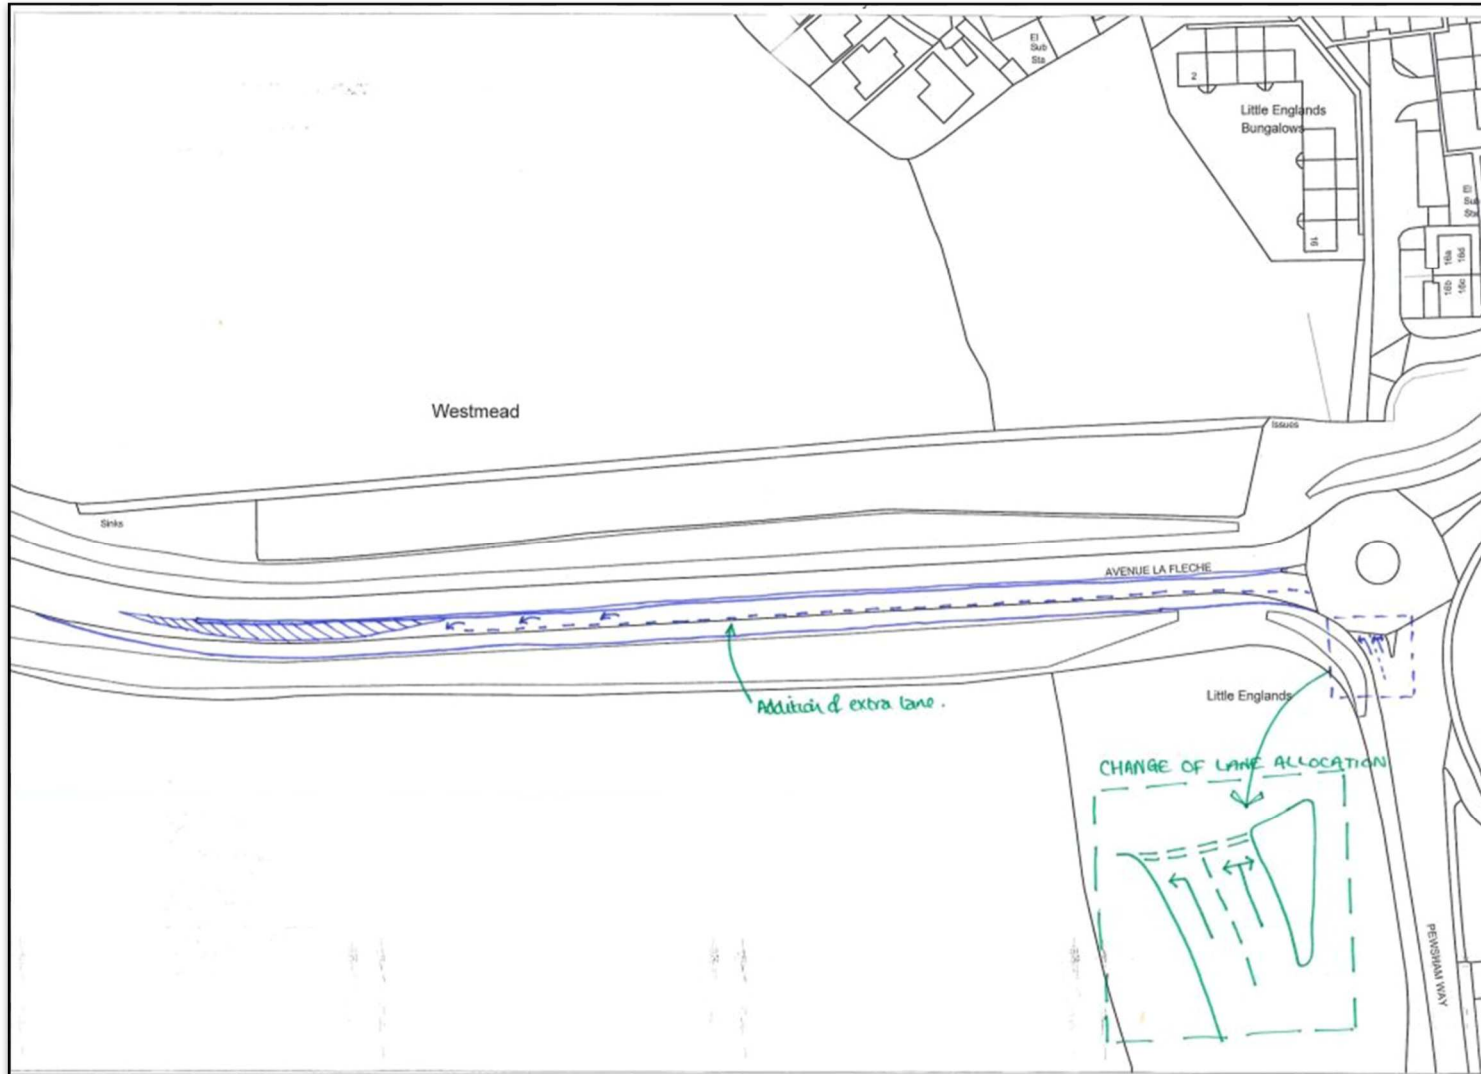 El
Sub
Sta
2
Little Englands
Bungalows
16
El
Sub
Sta
16a
16d
16b
16c
Westmead
Issues
Sinks
AVENUE LA FLECHE
Addition of extra lane.
Little Englands
CHANGE OF LANE ALLOCATION
PEWSHAM WAY